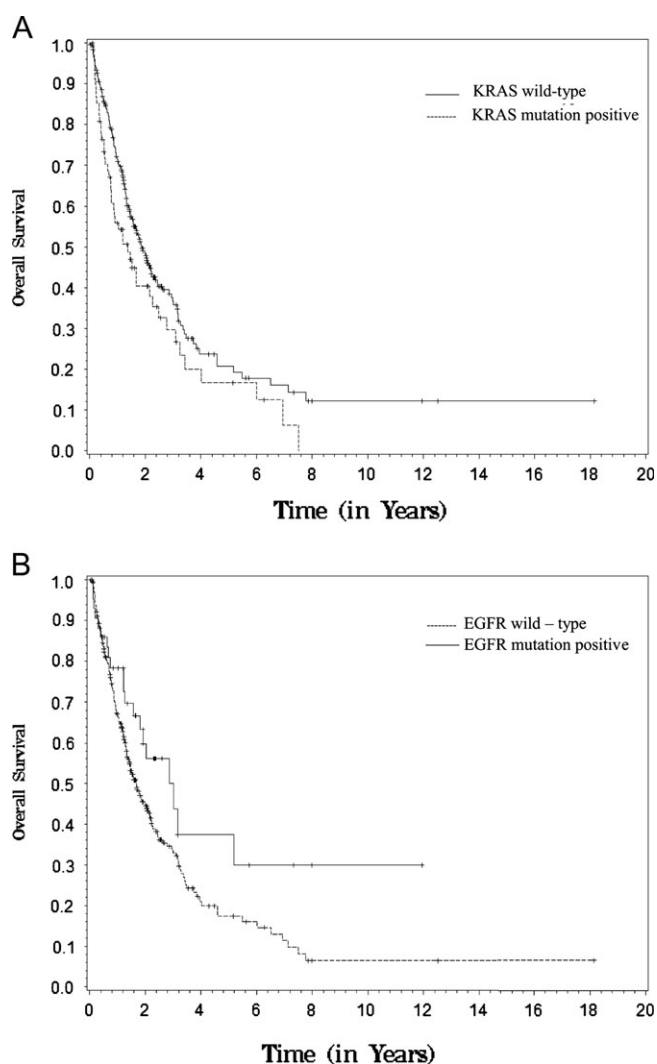 A
1.0
0.9
0.8
0.7
0.6
0.5
0.4
0.3
0.2
0.1
0.0
Overall Survival
KRAS wild-type
KRAS mutation positive
0 2 4 6 8 10 12 14 16 18 20
Time (in Years)
B
1.0
0.9
0.8
0.7
0.6
0.5
0.4
0.3
0.2
0.1
0.0
Overall Survival
EGFR wild – type
EGFR mutation positive
0 2 4 6 8 10 12 14 16 18 20
Time (in Years)